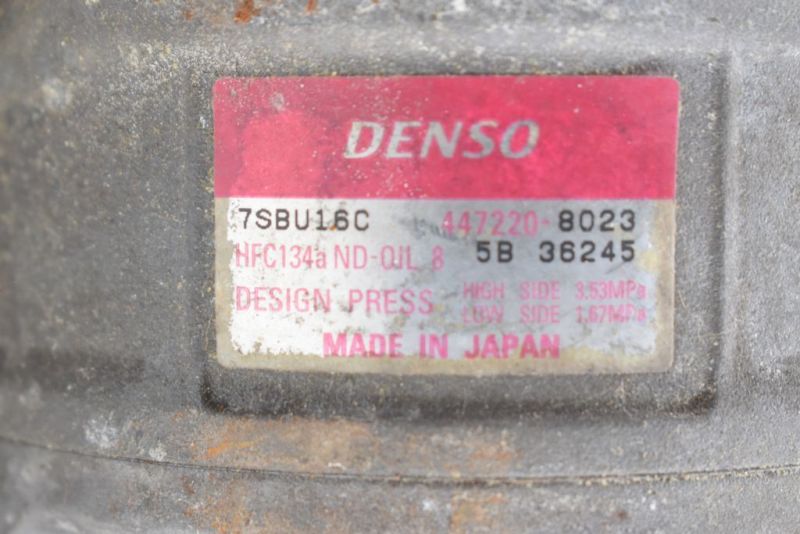 DENSO
7SBU16C 447220-8023
HFC134a ND-OIL 8 5B 36245
DESIGN PRESS HIGH SIDE 3.53MPa
LOW SIDE 1.67MPa
MADE IN JAPAN